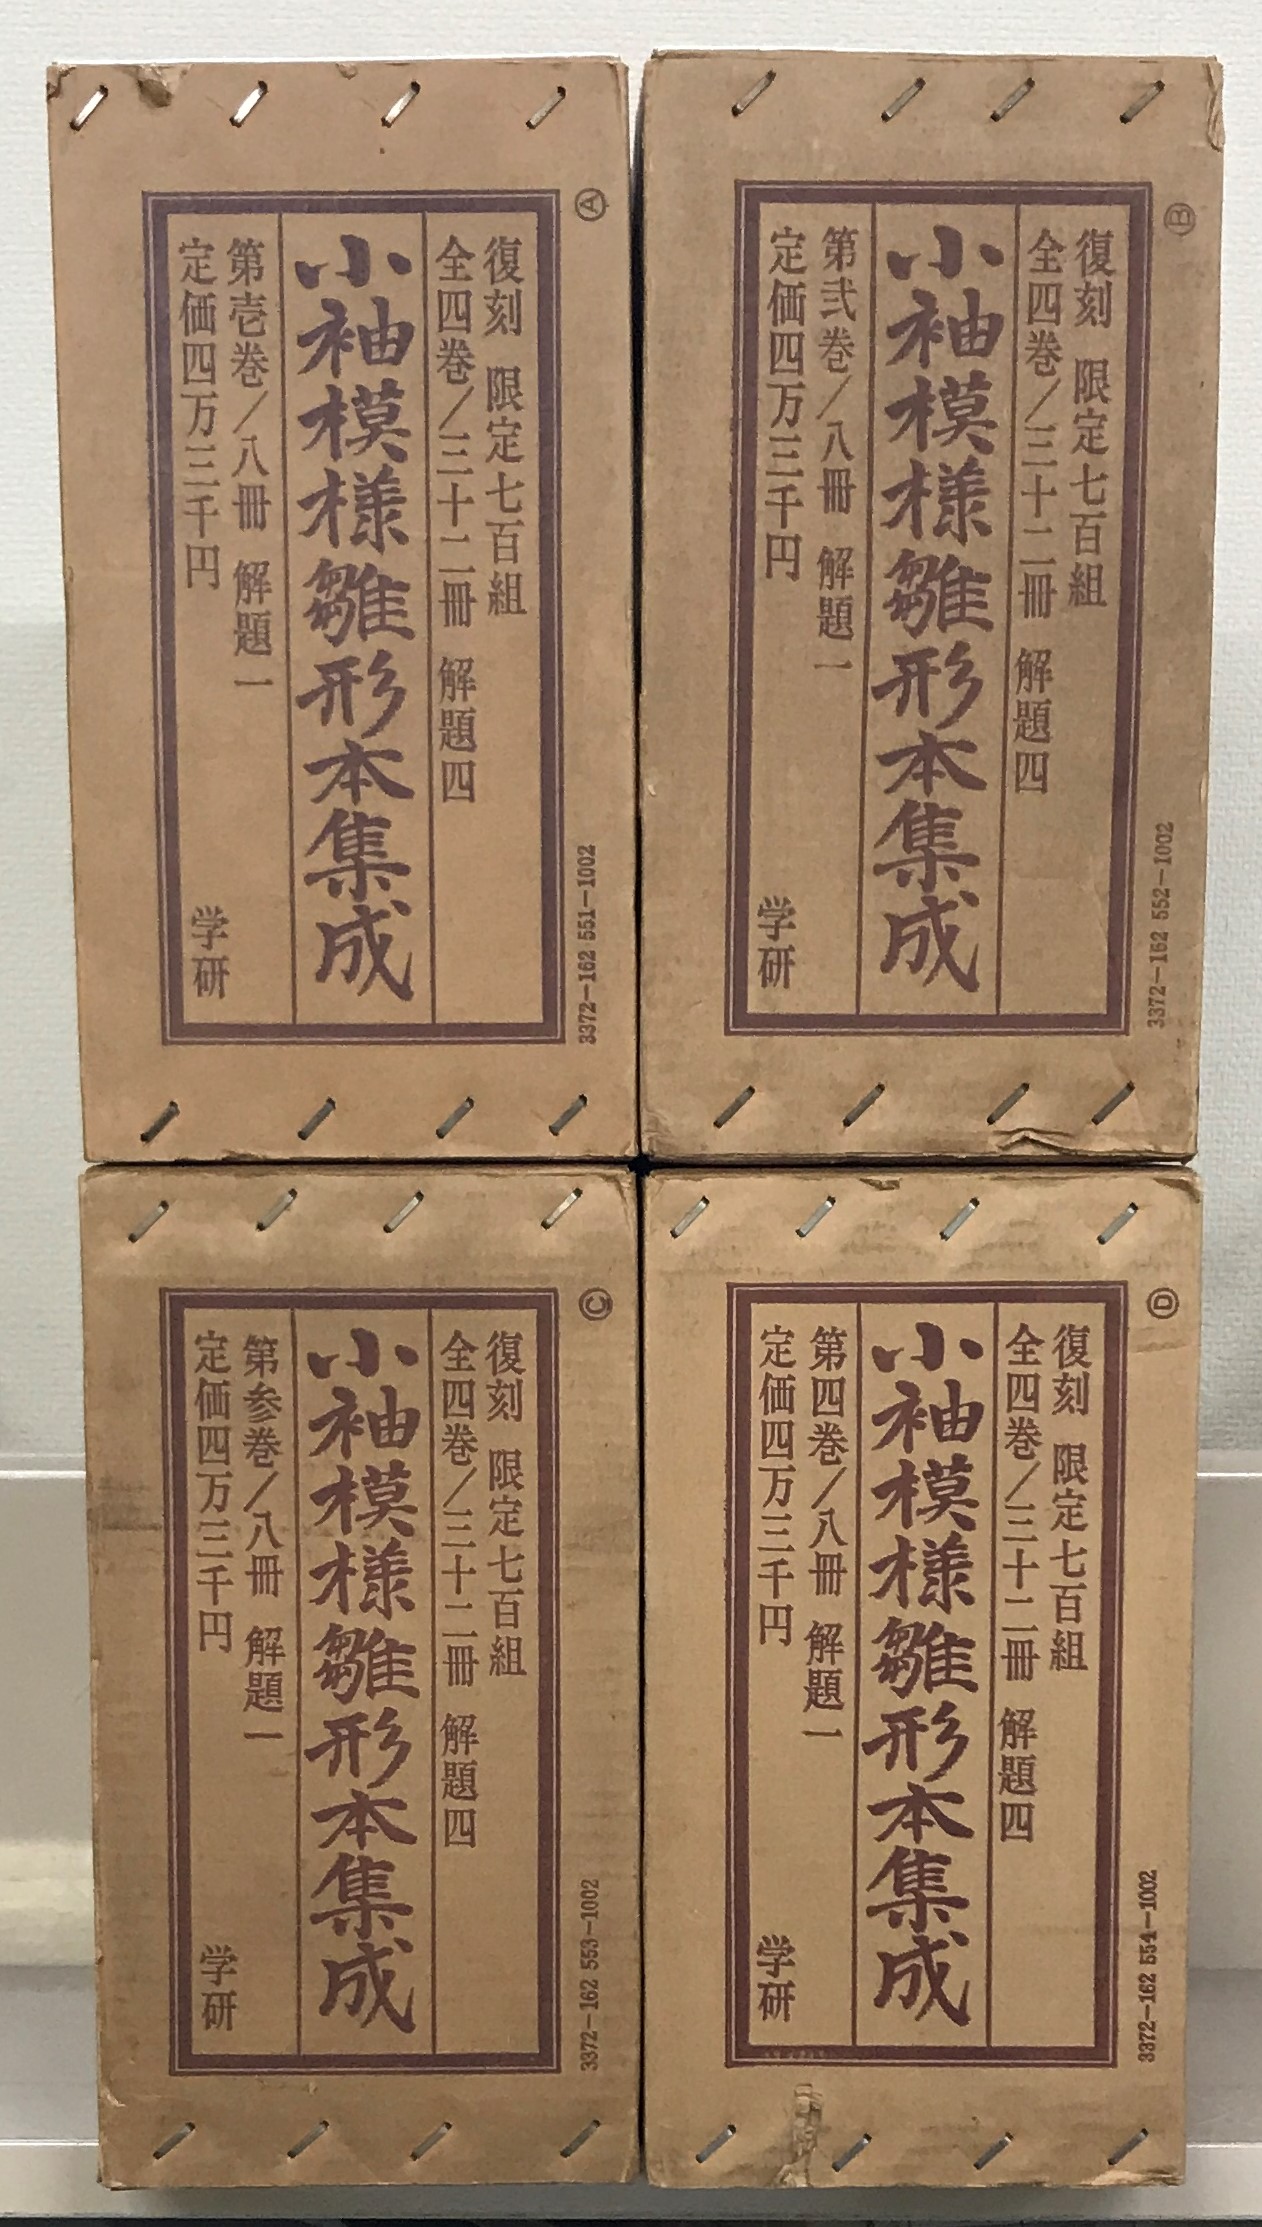 Ⓐ
復刻 限定七百組
全四巻/三十二冊 解題四
小袖模様雛形本集成
第壱巻/八冊 解題一
定価四万三千円
学研
3372-162 551-1002
Ⓑ
復刻 限定七百組
全四巻/三十二冊 解題四
小袖模様雛形本集成
第弐巻/八冊 解題一
定価四万三千円
学研
3372-162 552-1002
Ⓒ
復刻 限定七百組
全四巻/三十二冊 解題四
小袖模様雛形本集成
第参巻/八冊 解題一
定価四万三千円
学研
3372-162 553-1002
Ⓓ
復刻 限定七百組
全四巻/三十二冊 解題四
小袖模様雛形本集成
第四巻/八冊 解題一
定価四万三千円
学研
3372-162 554-1002